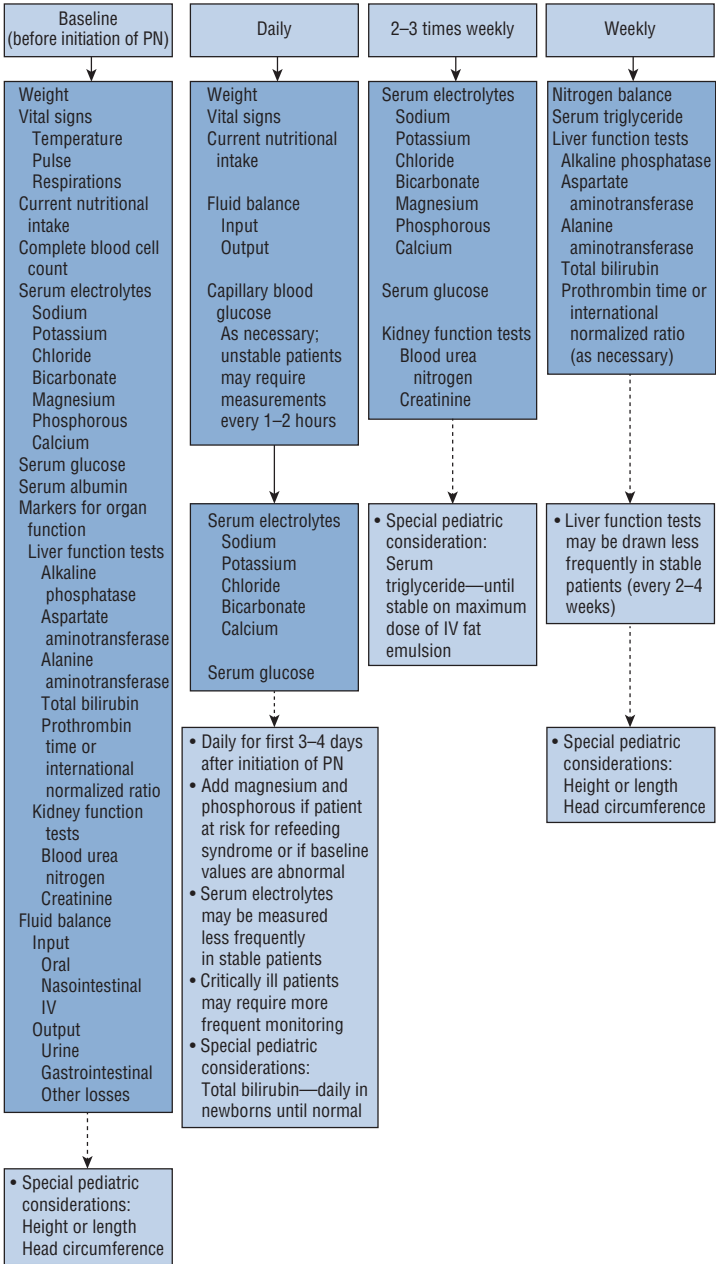 Baseline
(before initiation of PN)
Weight
Vital signs
Temperature
Pulse
Respirations
Current nutritional
intake
Complete blood cell
count
Serum electrolytes
Sodium
Potassium
Chloride
Bicarbonate
Magnesium
Phosphorous
Calcium
Serum glucose
Serum albumin
Markers for organ
function
Liver function tests
Alkaline
phosphatase
Aspartate
aminotransferase
Alanine
aminotransferase
Total bilirubin
Prothrombin
time or
international
normalized ratio
Kidney function
tests
Blood urea
nitrogen
Creatinine
Fluid balance
Input
Oral
Nasointestinal
IV
Output
Urine
Gastrointestinal
Other losses
• Special pediatric
considerations:
Height or length
Head circumference
Daily
Weight
Vital signs
Current nutritional
intake
Fluid balance
Input
Output
Capillary blood
glucose
As necessary;
unstable patients
may require
measurements
every 1–2 hours
Serum electrolytes
Sodium
Potassium
Chloride
Bicarbonate
Calcium
Serum glucose
• Daily for first 3–4 days
after initiation of PN
• Add magnesium and
phosphorous if patient
at risk for refeeding
syndrome or if baseline
values are abnormal
• Serum electrolytes
may be measured
less frequently
in stable patients
• Critically ill patients
may require more
frequent monitoring
• Special pediatric
considerations:
Total bilirubin—daily in
newborns until normal
2–3 times weekly
Serum electrolytes
Sodium
Potassium
Chloride
Bicarbonate
Magnesium
Phosphorous
Calcium
Serum glucose
Kidney function tests
Blood urea
nitrogen
Creatinine
• Special pediatric
consideration:
Serum
triglyceride—until
stable on maximum
dose of IV fat
emulsion
Weekly
Nitrogen balance
Serum triglyceride
Liver function tests
Alkaline phosphatase
Aspartate
aminotransferase
Alanine
aminotransferase
Total bilirubin
Prothrombin time or
international
normalized ratio
(as necessary)
• Liver function tests
may be drawn less
frequently in stable
patients (every 2–4
weeks)
• Special pediatric
considerations:
Height or length
Head circumference